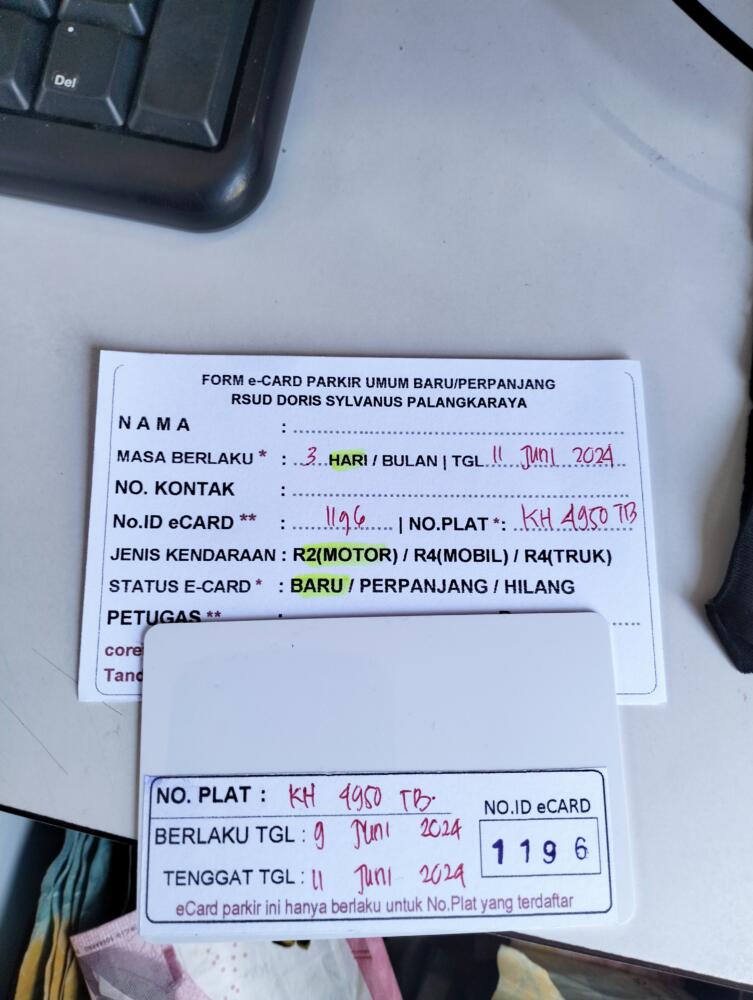 Del
FORM e-CARD PARKIR UMUM BARU/PERPANJANG
RSUD DORIS SYLVANUS PALANGKARAYA
NAMA :
MASA BERLAKU * : 3 HARI / BULAN | TGL 11 JUNI 2024
NO. KONTAK :
No.ID eCARD ** : 1196 | NO.PLAT *: KH 4950 TB
JENIS KENDARAAN : R2(MOTOR) / R4(MOBIL) / R4(TRUK)
STATUS E-CARD * : BARU / PERPANJANG / HILANG
PETUGAS ** :
NO. PLAT : KH 4950 TB.
NO.ID eCARD
BERLAKU TGL : 9 JUNI 2024
1196
TENGGAT TGL : 11 JUNI 2024
eCard parkir ini hanya berlaku untuk No.Plat yang terdaftar